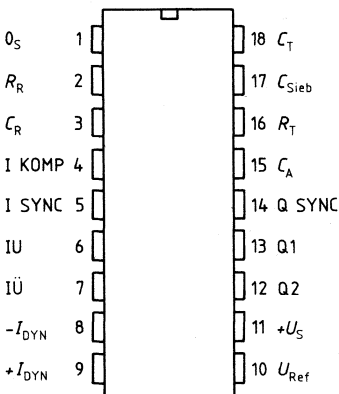 0S 1 18 CT
RR 2 17 CSieb
CR 3 16 RT
I KOMP 4 15 CA
I SYNC 5 14 Q SYNC
IU 6 13 Q1
IÜ 7 12 Q2
-IDYN 8 11 +US
+IDYN 9 10 URef